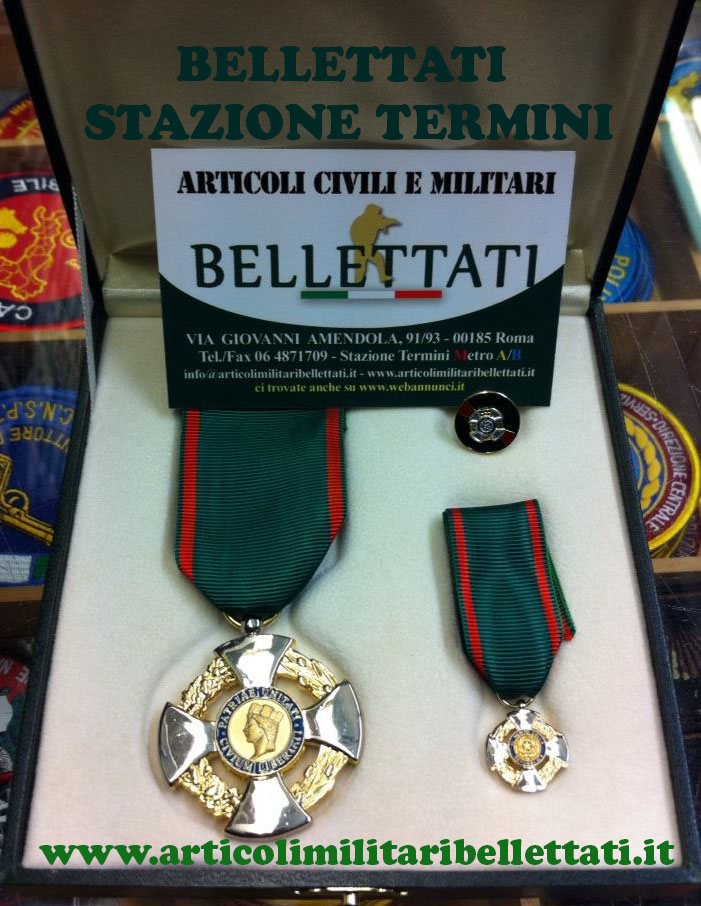 BELLETTATI
STAZIONE TERMINI
ARTICOLI CIVILI E MILITARI
BELLETTATI
VIA GIOVANNI AMENDOLA, 91/93 - 00185 Roma
Tel./Fax 06 4871709 - Stazione Termini Metro A/B
info@articolimilitaribellettati.it - www.articolimilitaribellettati.it
ci trovate anche su www.webannunci.it
C.N.S.P.
DIREZIONE CENTRALE
PATRIAE UNITATI
CIVIUM LIBERTATI
www.articolimilitaribellettati.it